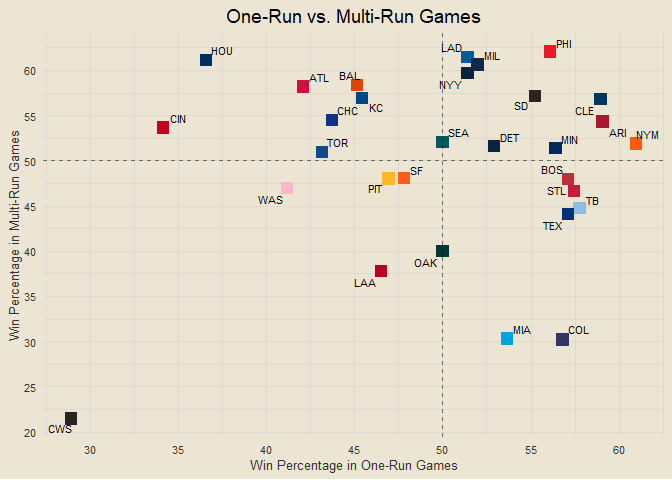 One-Run vs. Multi-Run Games
Win Percentage in Multi-Run Games
60
55
50
45
40
35
30
25
20
HOU
LAD
MIL
PHI
NYY
ATL
BAL
KC
SD
CLE
CIN
CHC
ARI
NYM
TOR
SEA
DET
MIN
WAS
PIT
SF
BOS
STL
TB
TEX
OAK
LAA
MIA
COL
CWS
30 35 40 45 50 55 60
Win Percentage in One-Run Games